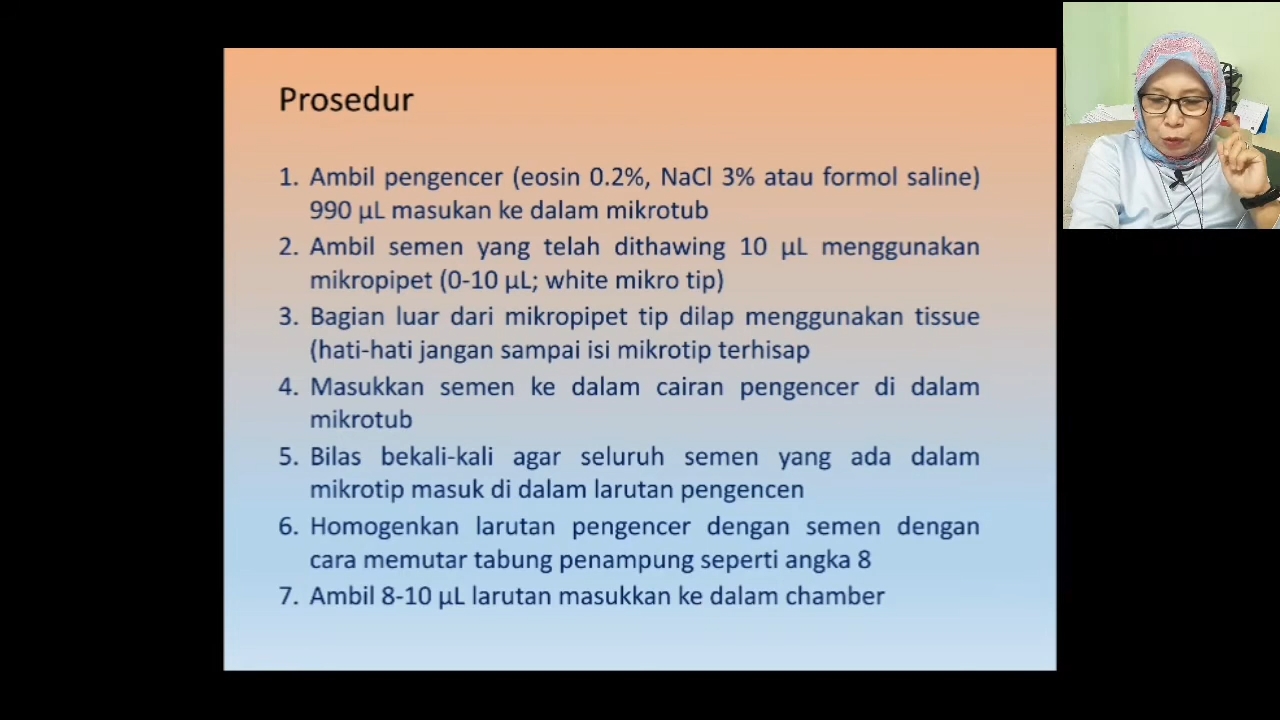 Prosedur
1. Ambil pengencer (eosin 0.2%, NaCl 3% atau formol saline)
990 µL masukan ke dalam mikrotub
2. Ambil semen yang telah dithawing 10 µL menggunakan
mikropipet (0-10 µL; white mikro tip)
3. Bagian luar dari mikropipet tip dilap menggunakan tissue
(hati-hati jangan sampai isi mikrotip terhisap
4. Masukkan semen ke dalam cairan pengencer di dalam
mikrotub
5. Bilas bekali-kali agar seluruh semen yang ada dalam
mikrotip masuk di dalam larutan pengencen
6. Homogenkan larutan pengencer dengan semen dengan
cara memutar tabung penampung seperti angka 8
7. Ambil 8-10 µL larutan masukkan ke dalam chamber